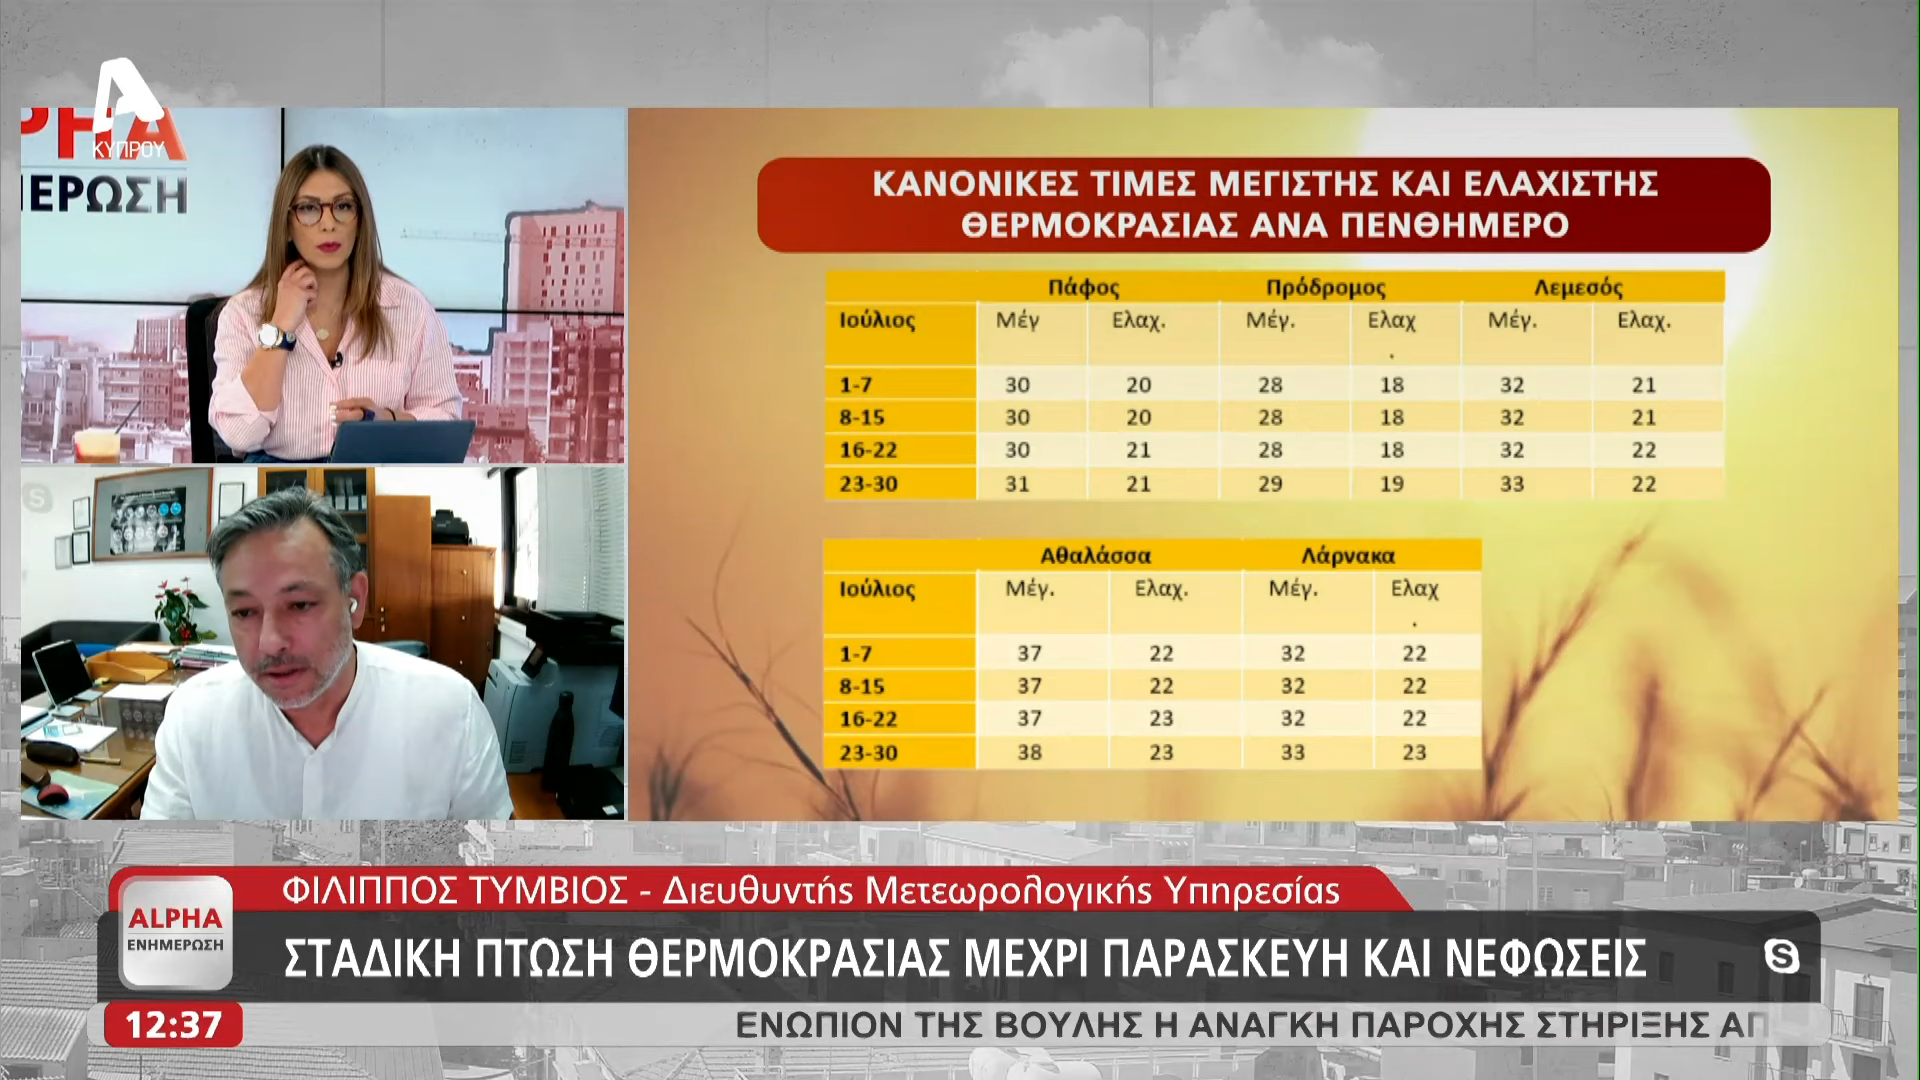 ΚΥΠΡΟΥ
ΚΑΝΟΝΙΚΕΣ ΤΙΜΕΣ ΜΕΓΙΣΤΗΣ ΚΑΙ ΕΛΑΧΙΣΤΗΣ
ΘΕΡΜΟΚΡΑΣΙΑΣ ΑΝΑ ΠΕΝΘΗΜΕΡΟ
Πάφος Πρόδρομος Λεμεσός
Ιούλιος Μέγ Ελαχ. Μέγ. Ελαχ. Μέγ. Ελαχ.
1-7 30 20 28 18 32 21
8-15 30 20 28 18 32 21
16-22 30 21 28 18 32 22
23-30 31 21 29 19 33 22
Αθαλάσσα Λάρνακα
Ιούλιος Μέγ. Ελαχ. Μέγ. Ελαχ.
1-7 37 22 32 22
8-15 37 22 32 22
16-22 37 23 32 22
23-30 38 23 33 23
ΦΙΛΙΠΠΟΣ ΤΥΜΒΙΟΣ - Διευθυντής Μετεωρολογικής Υπηρεσίας
ALPHA
ΕΝΗΜΕΡΩΣΗ
ΣΤΑΔΙΚΗ ΠΤΩΣΗ ΘΕΡΜΟΚΡΑΣΙΑΣ ΜΕΧΡΙ ΠΑΡΑΣΚΕΥΗ ΚΑΙ ΝΕΦΩΣΕΙΣ
12:37
ΕΝΩΠΙΟΝ ΤΗΣ ΒΟΥΛΗΣ Η ΑΝΑΓΚΗ ΠΑΡΟΧΗΣ ΣΤΗΡΙΞΗΣ ΑΠ